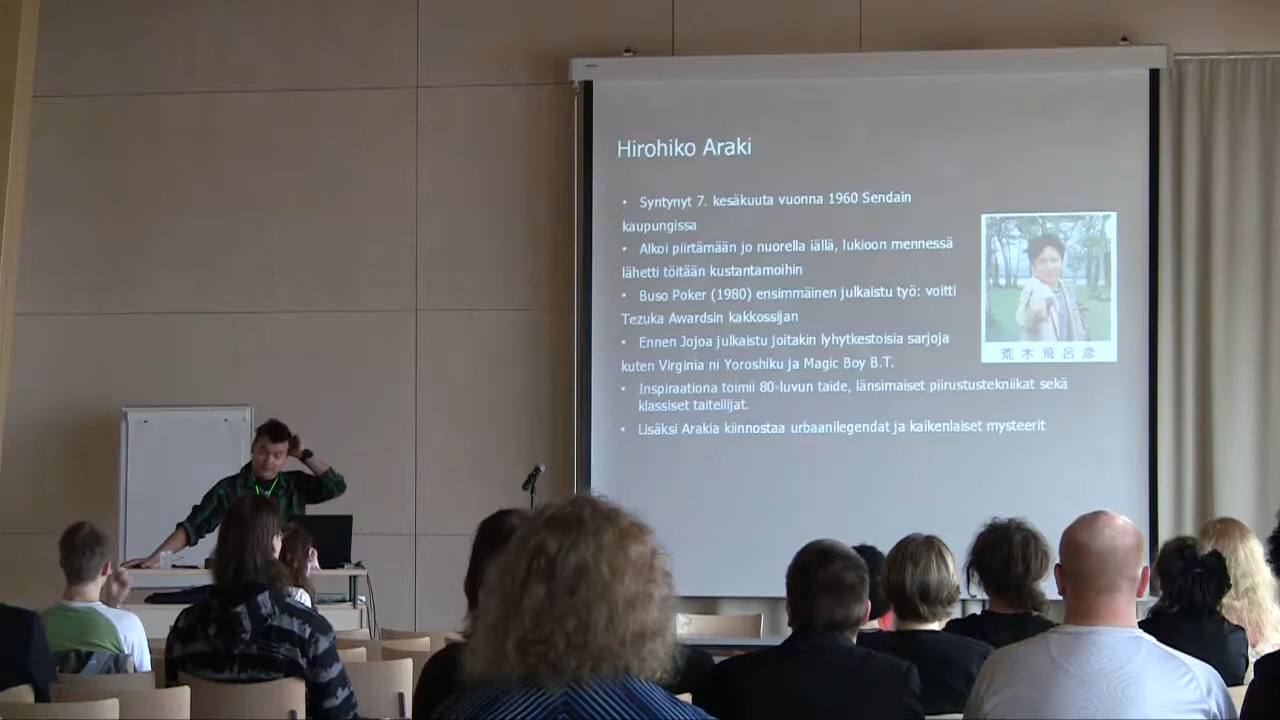 Hirohiko Araki
• Syntynyt 7. kesäkuuta vuonna 1960 Sendain
kaupungissa
• Alkoi piirtämään jo nuorella iällä, lukioon mennessä
lähetti töitään kustantamoihin
• Buso Poker (1980) ensimmäinen julkaistu työ: voitti
Tezuka Awardsin kakkossijan
• Ennen Jojoa julkaistu joitakin lyhytkestoisia sarjoja
kuten Virginia ni Yoroshiku ja Magic Boy B.T.
• Inspiraationa toimii 80-luvun taide, länsimaiset piirustustekniikat sekä
klassiset taiteilijat.
• Lisäksi Arakia kiinnostaa urbaanilegendat ja kaikenlaiset mysteerit
荒木飛呂彦